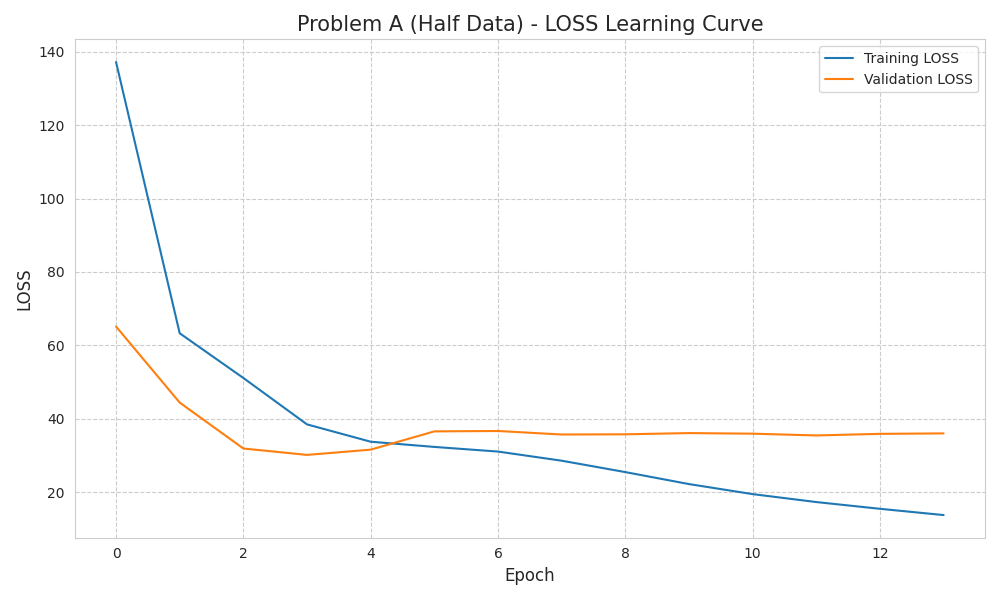 Problem A (Half Data) - LOSS Learning Curve
Training LOSS
Validation LOSS
140
120
100
80
60
40
20
LOSS
0 2 4 6 8 10 12
Epoch